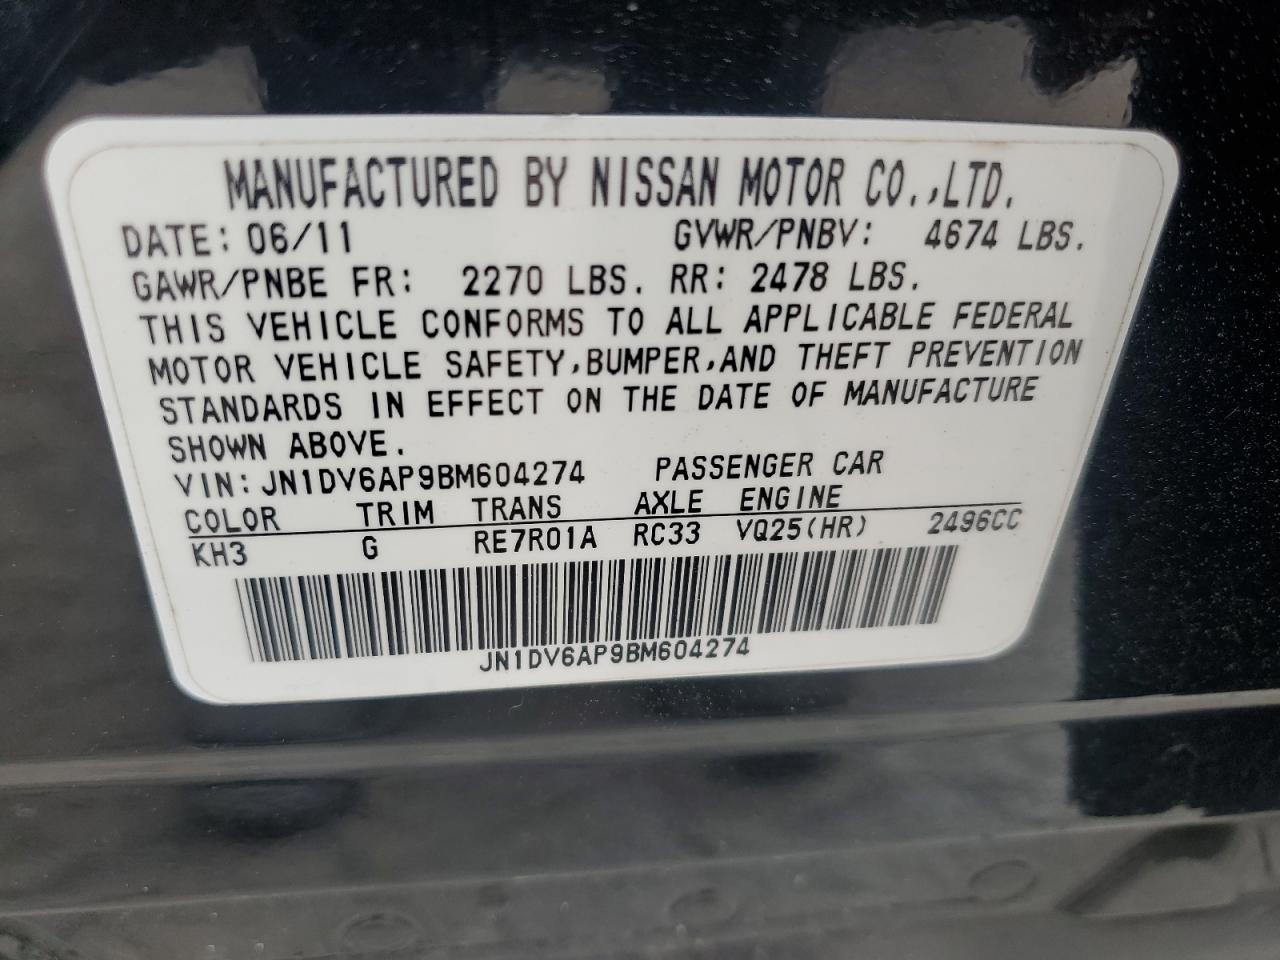 MANUFACTURED BY NISSAN MOTOR CO.,LTD.
DATE: 06/11 GVWR/PNBV: 4674 LBS.
GAWR/PNBE FR: 2270 LBS. RR: 2478 LBS.
THIS VEHICLE CONFORMS TO ALL APPLICABLE FEDERAL
MOTOR VEHICLE SAFETY,BUMPER,AND THEFT PREVENTION
STANDARDS IN EFFECT ON THE DATE OF MANUFACTURE
SHOWN ABOVE.
VIN: JN1DV6AP9BM604274 PASSENGER CAR
COLOR TRIM TRANS AXLE ENGINE
KH3 G RE7R01A RC33 VQ25(HR) 2496CC
JN1DV6AP9BM604274